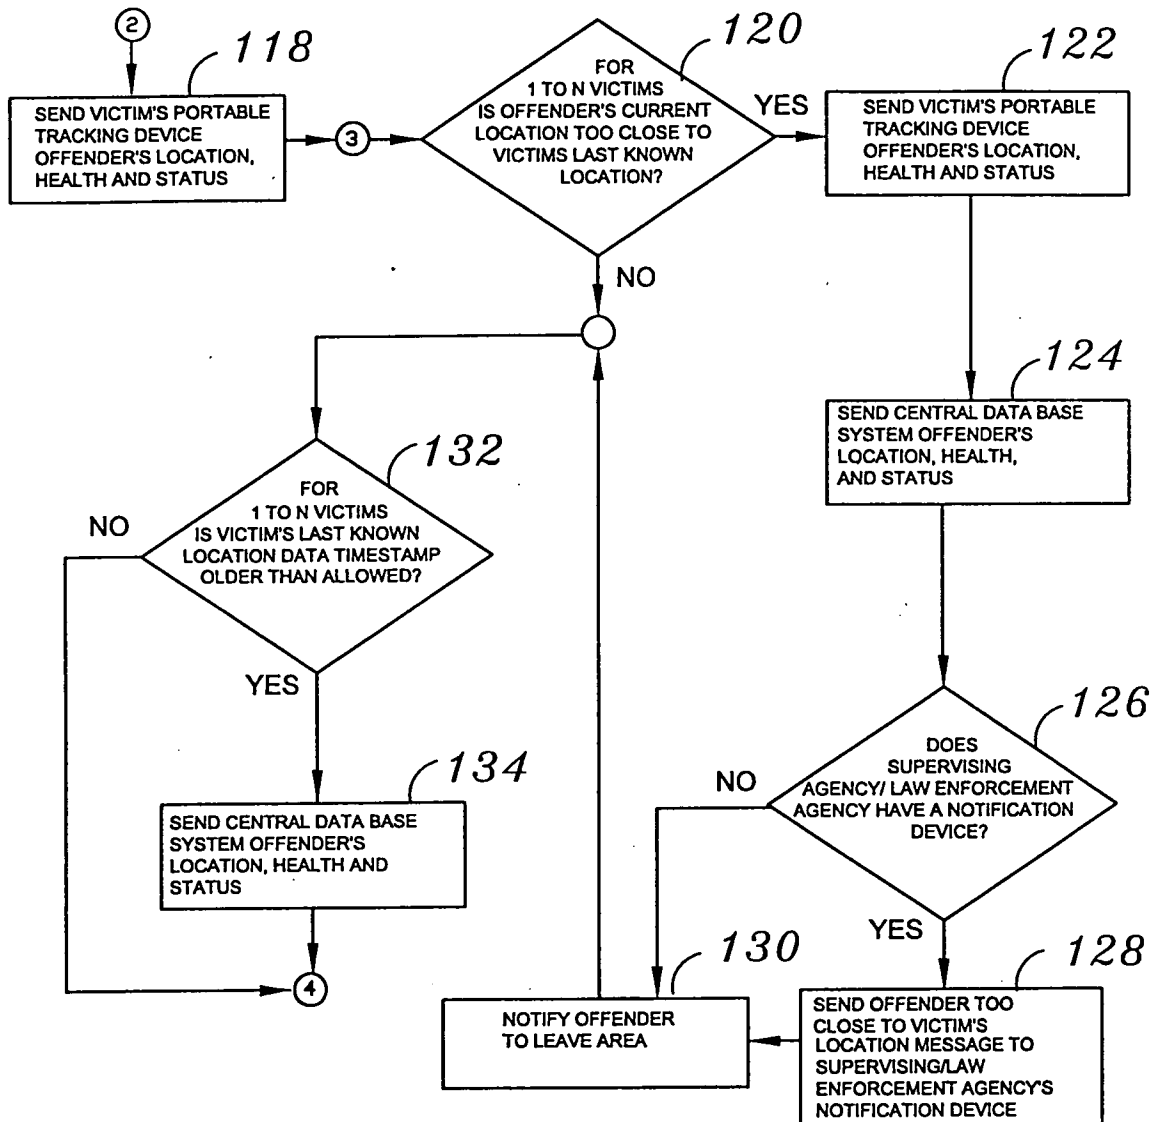 2
118
SEND VICTIM'S PORTABLE
TRACKING DEVICE
OFFENDER'S LOCATION,
HEALTH AND STATUS
3
120
FOR
1 TO N VICTIMS
IS OFFENDER'S CURRENT
LOCATION TOO CLOSE TO
VICTIMS LAST KNOWN
LOCATION?
YES
NO
122
SEND VICTIM'S PORTABLE
TRACKING DEVICE
OFFENDER'S LOCATION,
HEALTH AND STATUS
124
SEND CENTRAL DATA BASE
SYSTEM OFFENDER'S
LOCATION, HEALTH,
AND STATUS
132
FOR
1 TO N VICTIMS
IS VICTIM'S LAST KNOWN
LOCATION DATA TIMESTAMP
OLDER THAN ALLOWED?
NO
YES
134
SEND CENTRAL DATA BASE
SYSTEM OFFENDER'S
LOCATION, HEALTH AND
STATUS
4
126
DOES
SUPERVISING
AGENCY/ LAW ENFORCEMENT
AGENCY HAVE A NOTIFICATION
DEVICE?
NO
YES
130
NOTIFY OFFENDER
TO LEAVE AREA
128
SEND OFFENDER TOO
CLOSE TO VICTIM'S
LOCATION MESSAGE TO
SUPERVISING/LAW
ENFORCEMENT AGENCY'S
NOTIFICATION DEVICE